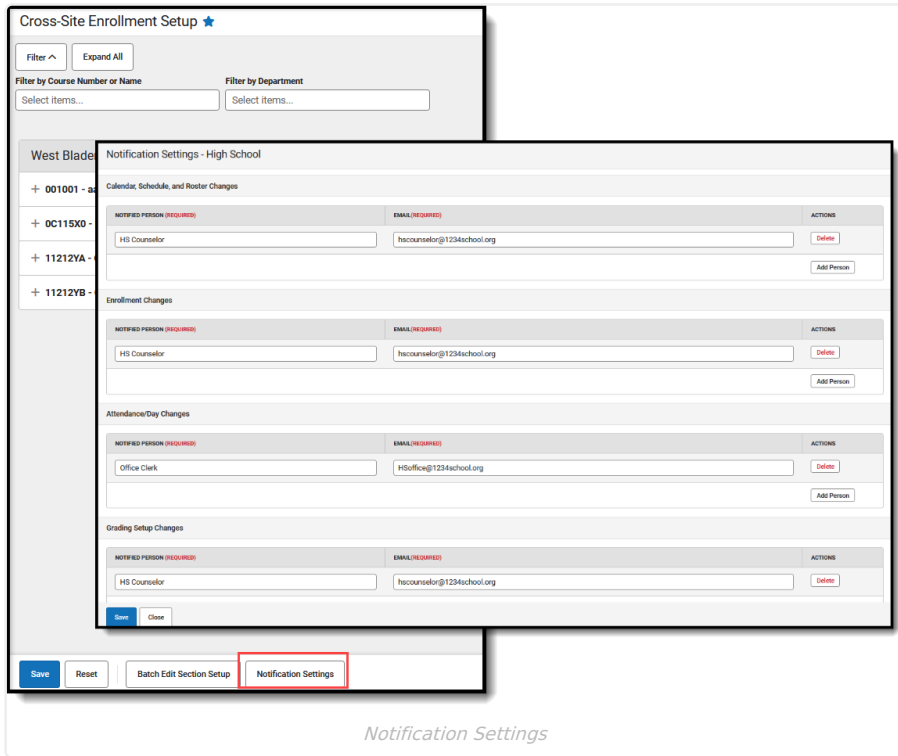 Cross-Site Enrollment Setup
Filter
Expand All
Filter by Course Number or Name
Filter by Department
Select items...
Select items...
West Blade
+ 001001 - a
+ 0C115X0 -
+ 11212YA -
+ 11212YB -
Notification Settings - High School
Calendar, Schedule, and Roster Changes
NOTIFIED PERSON (REQUIRED) EMAIL(REQUIRED) ACTIONS
HS Counselor hscounselor@1234school.org Delete
Add Person
Enrollment Changes
NOTIFIED PERSON (REQUIRED) EMAIL(REQUIRED) ACTIONS
HS Counselor hscounselor@1234school.org Delete
Add Person
Attendance/Day Changes
NOTIFIED PERSON (REQUIRED) EMAIL(REQUIRED) ACTIONS
Office Clerk HSoffice@1234school.org Delete
Add Person
Grading Setup Changes
NOTIFIED PERSON (REQUIRED) EMAIL(REQUIRED) ACTIONS
HS Counselor hscounselor@1234school.org Delete
Save Close
Save Reset Batch Edit Section Setup Notification Settings
Notification Settings